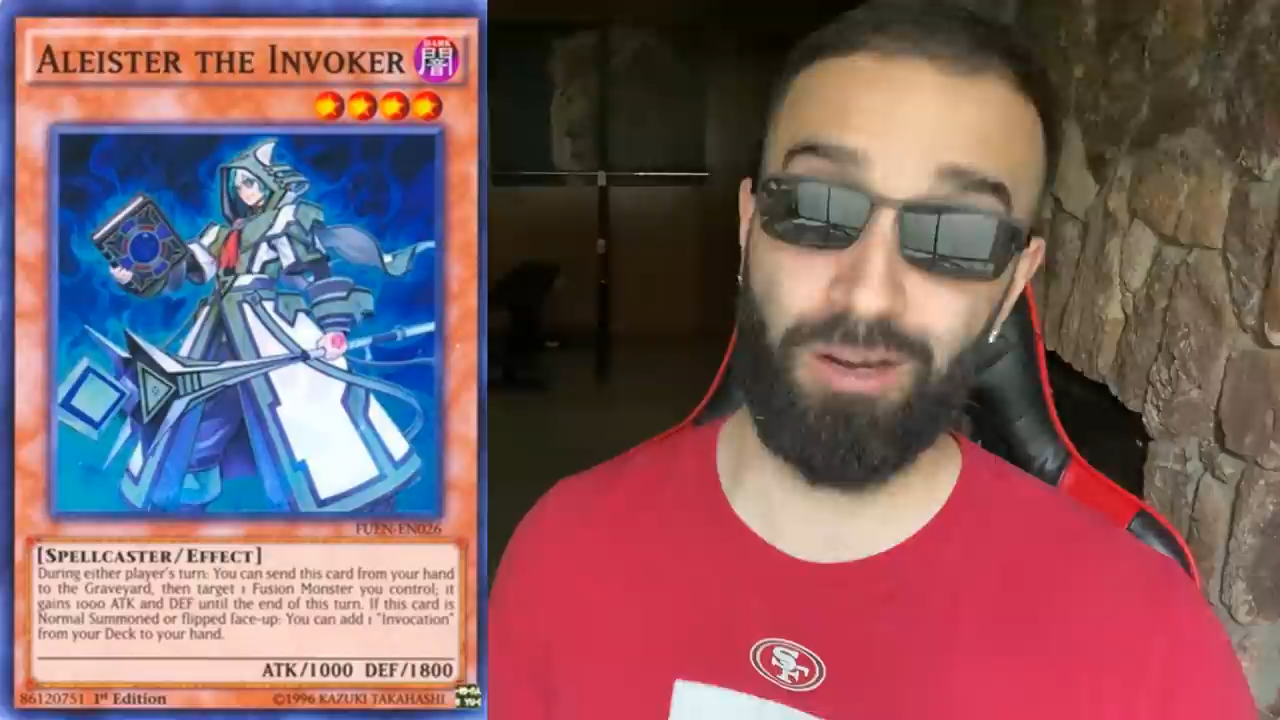 ALEISTER THE INVOKER
DARK
闇
FUEN-EN026
[SPELLCASTER/EFFECT]
During either player's turn: You can send this card from your hand
to the Graveyard, then target 1 Fusion Monster you control; it
gains 1000 ATK and DEF until the end of this turn. If this card is
Normal Summoned or flipped face-up: You can add 1 "Invocation"
from your Deck to your hand.
ATK/1000 DEF/1800
86120751 1st Edition ©1996 KAZUKI TAKAHASHI
SF